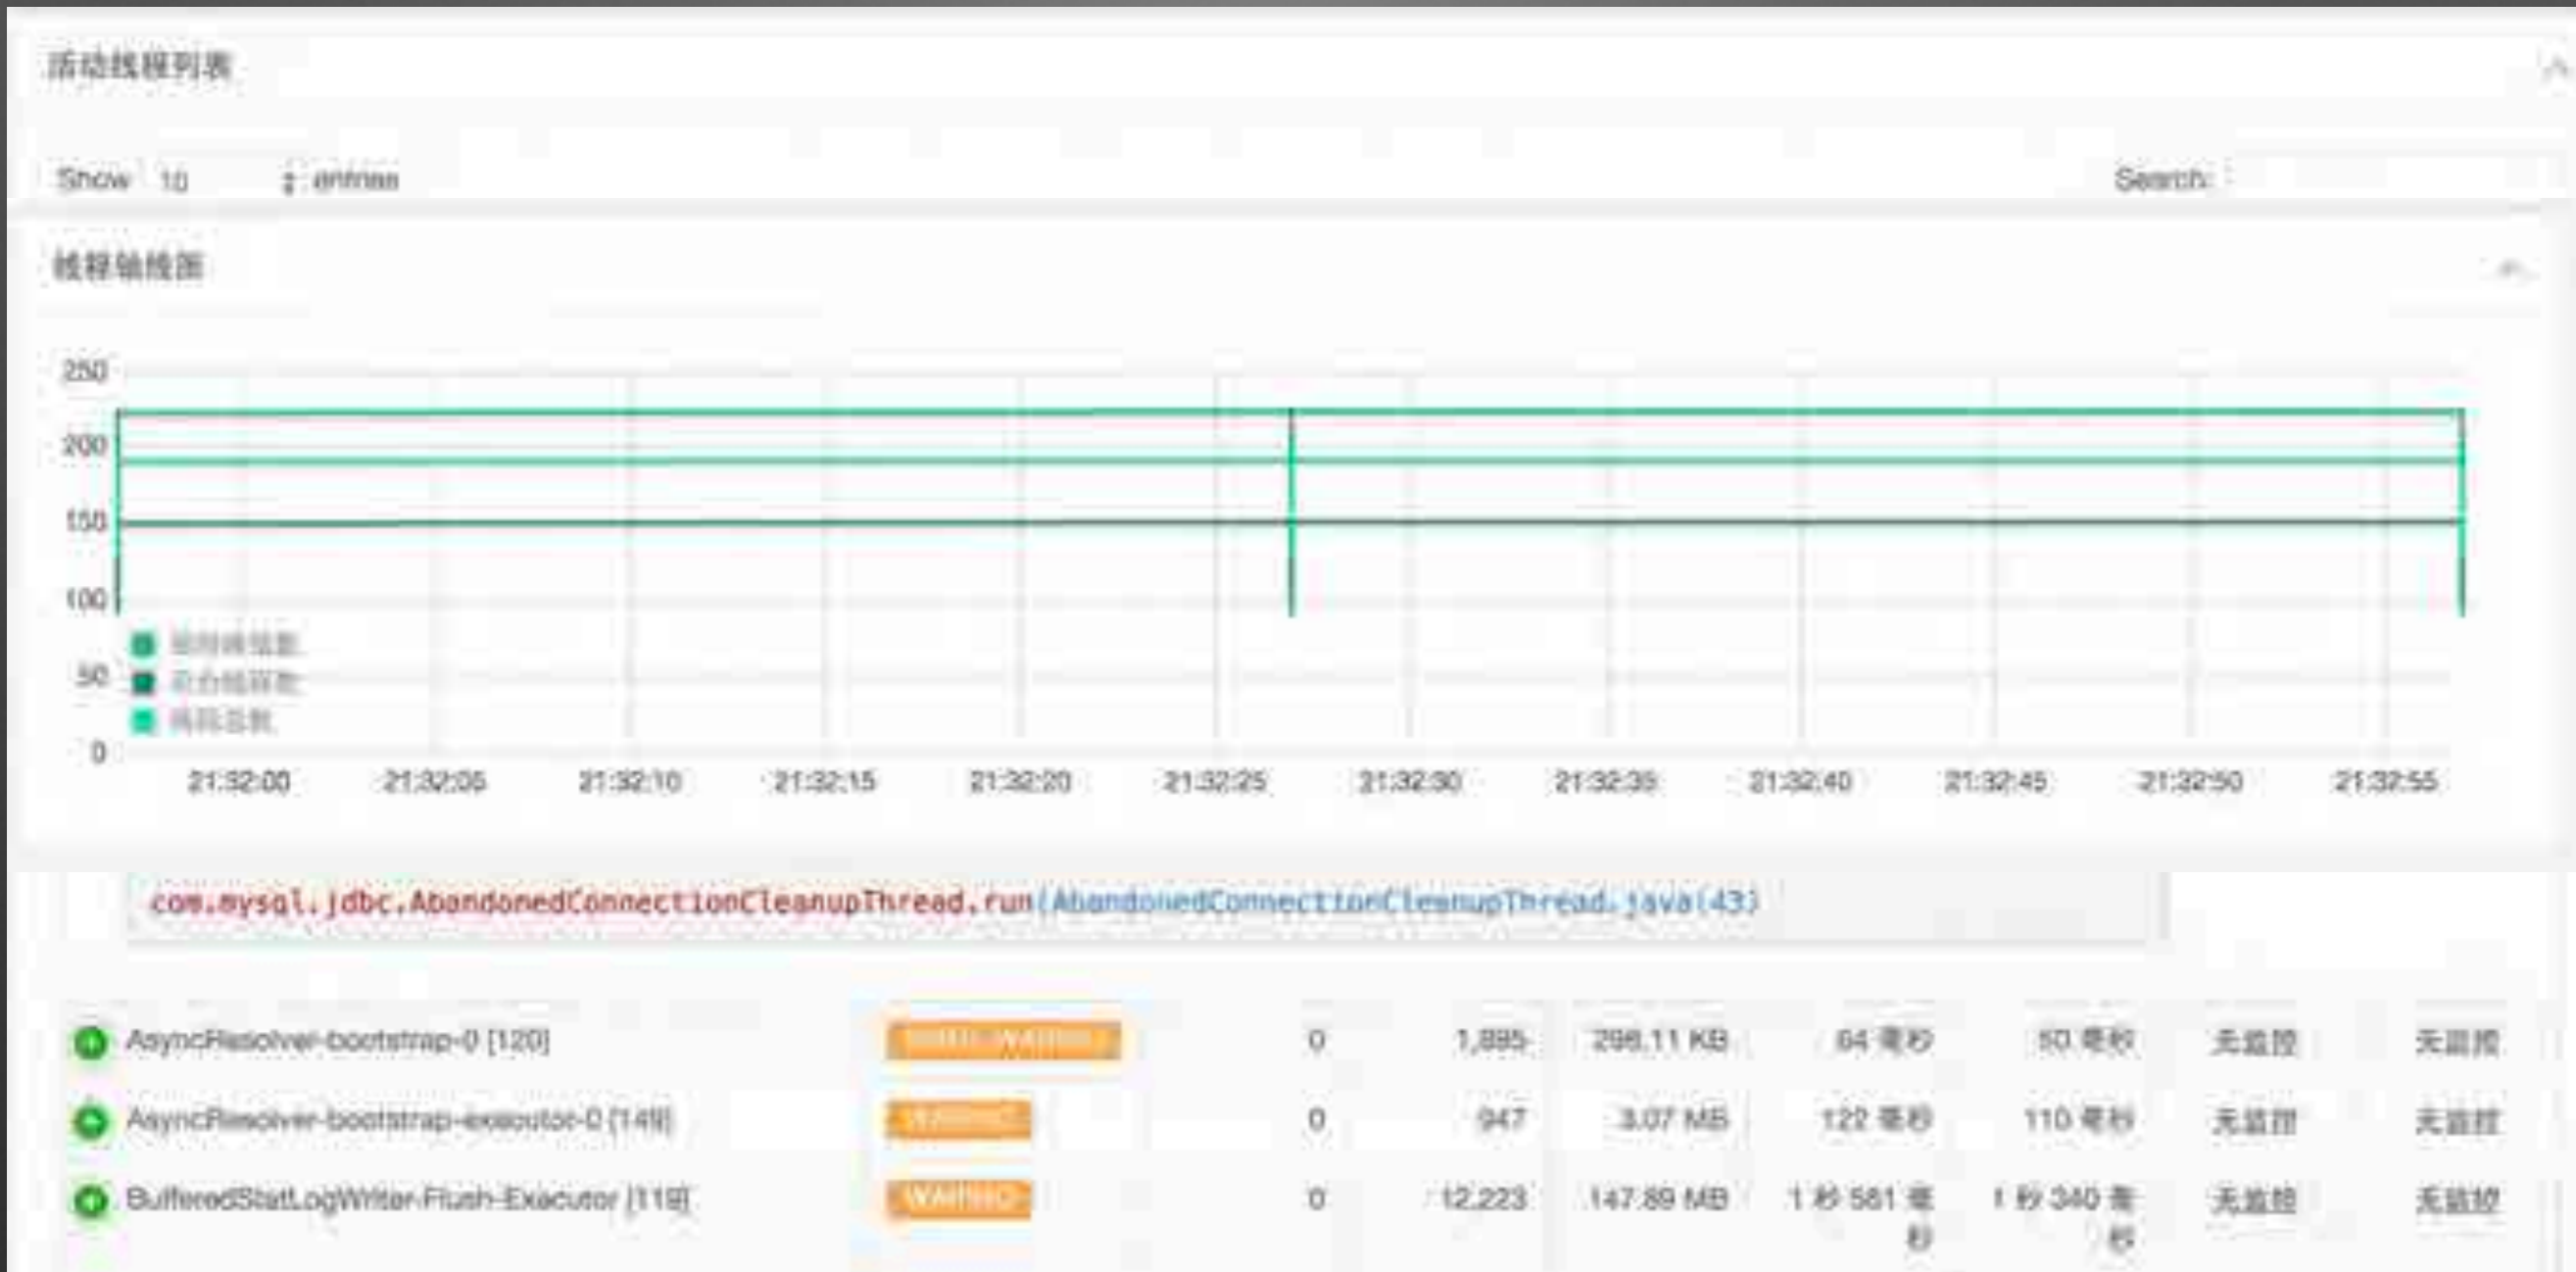 活动线程列表
Show 10 entries Search:
线程轴线图
250
200
150
100
50
0
21:32:00 21:32:05 21:32:10 21:32:15 21:32:20 21:32:25 21:32:30 21:32:35 21:32:40 21:32:45 21:32:50 21:32:55
com.mysql.jdbc.AbandonedConnectionCleanupThread.run(AbandonedConnectionCleanupThread.java(43)
AsyncResolver-bootstrap-0 [120] 0 1,895 64 毫秒 50 毫秒 无监控 无监控
AsyncResolver-bootstrap-executor-0 [149] WAITING 0 947 3.07 MB 122 毫秒 110 毫秒 无监控 无监控
BufferedStatLogWriter-Flush-Executor [119] WAITING 0 12,223 147.89 MB 1 秒 561 毫 1 秒 340 毫 无监控 无监控
秒 秒